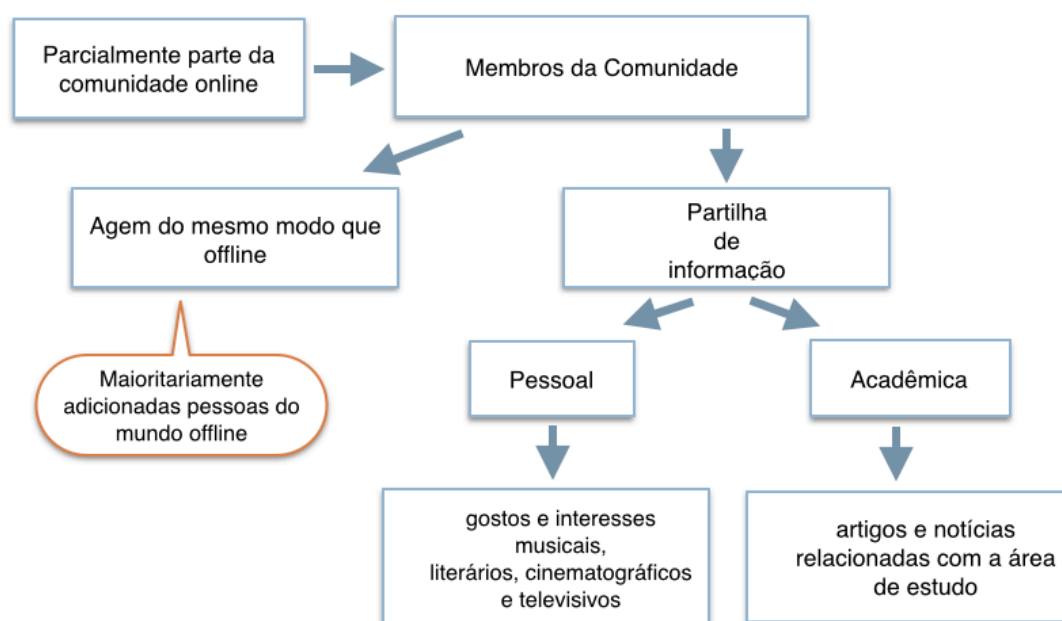 Parcialmente parte da
comunidade online
Membros da Comunidade
Agem do mesmo modo que
offline
Partilha
de
informação
Maioritariamente
adicionadas pessoas do
mundo offline
Pessoal
Acadêmica
gostos e interesses
musicais,
literários, cinematográficos
e televisivos
artigos e notícias
relacionadas com a área
de estudo